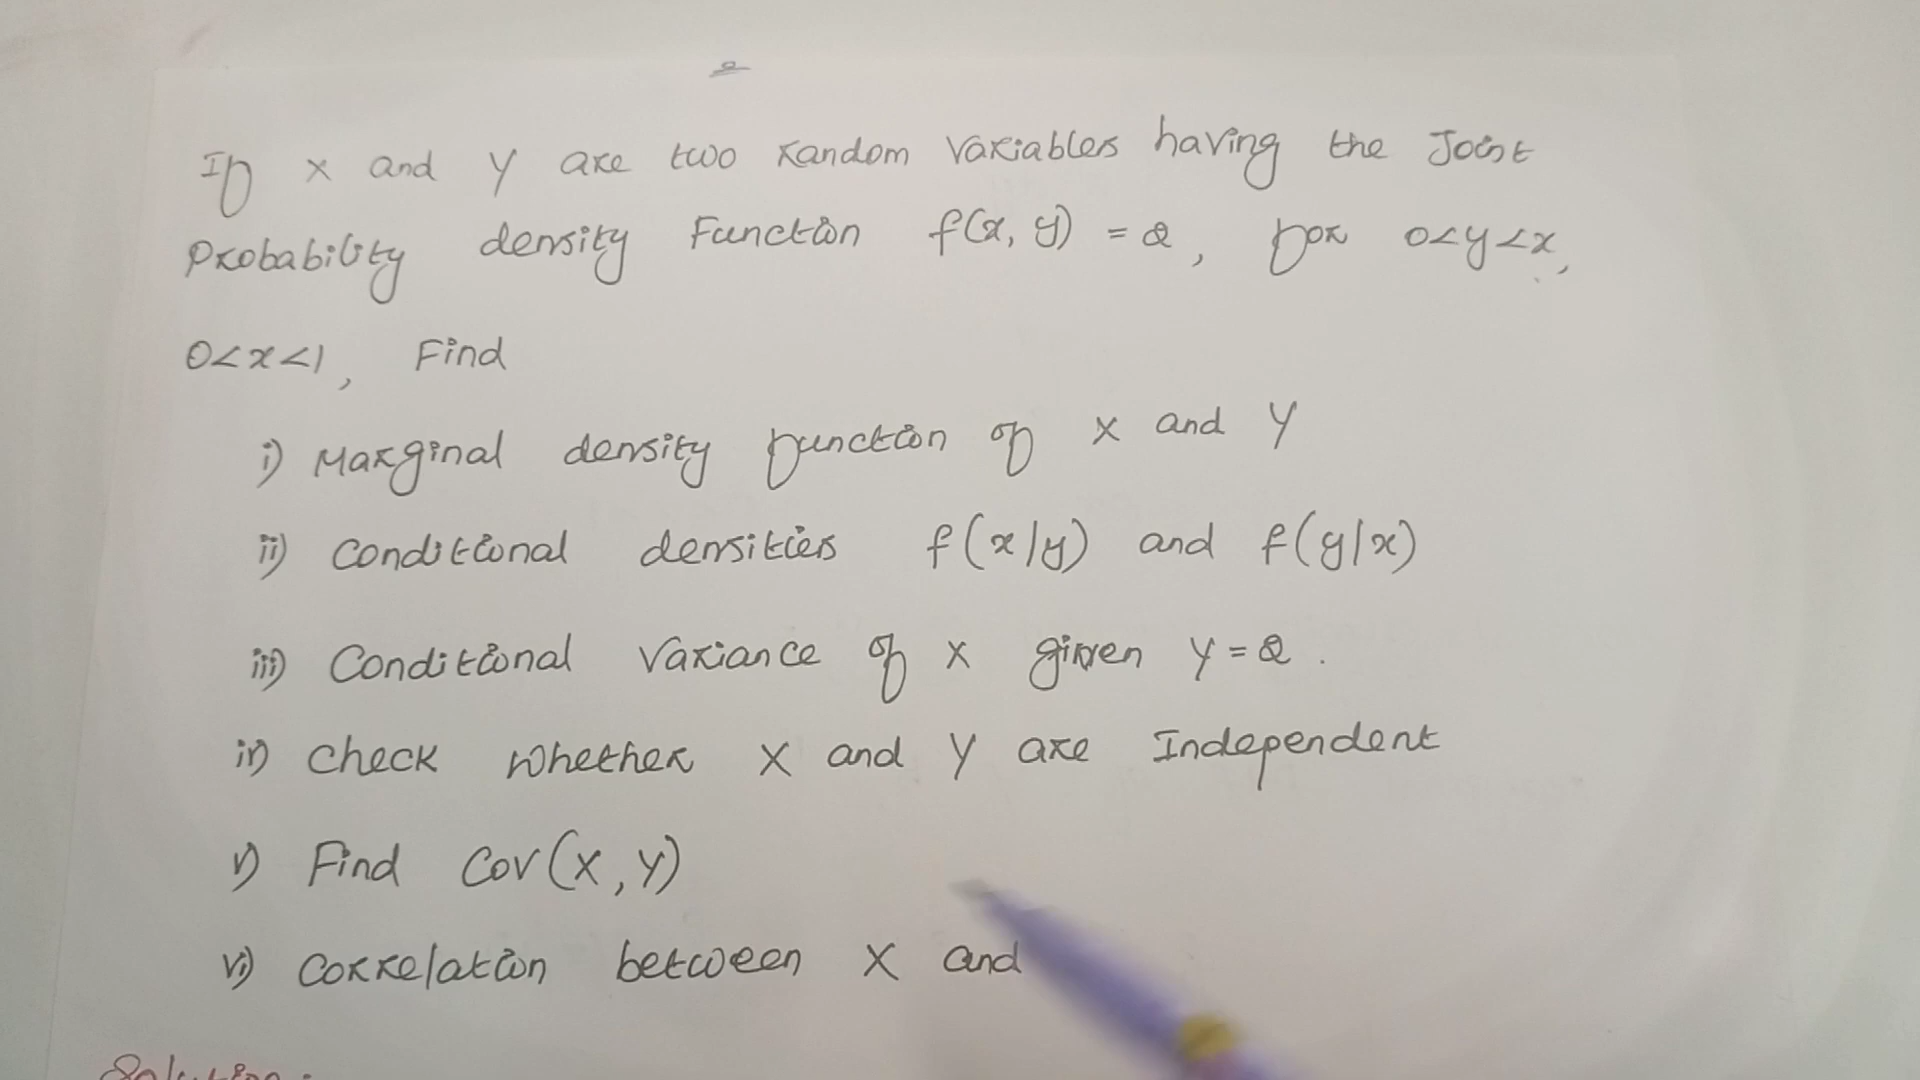 If x and y are two random variables having the Joint
Probability density Function f(x, y) = 2, for 0<y<x,
0<x<1, Find
i) Marginal density function of x and y
ii) Conditional densities f(x/y) and f(y/x)
iii) Conditional Variance of x given y=2.
iv) Check whether X and Y are Independent
v) Find Cov(X, Y)
vi) Correlation between X and
Solution: